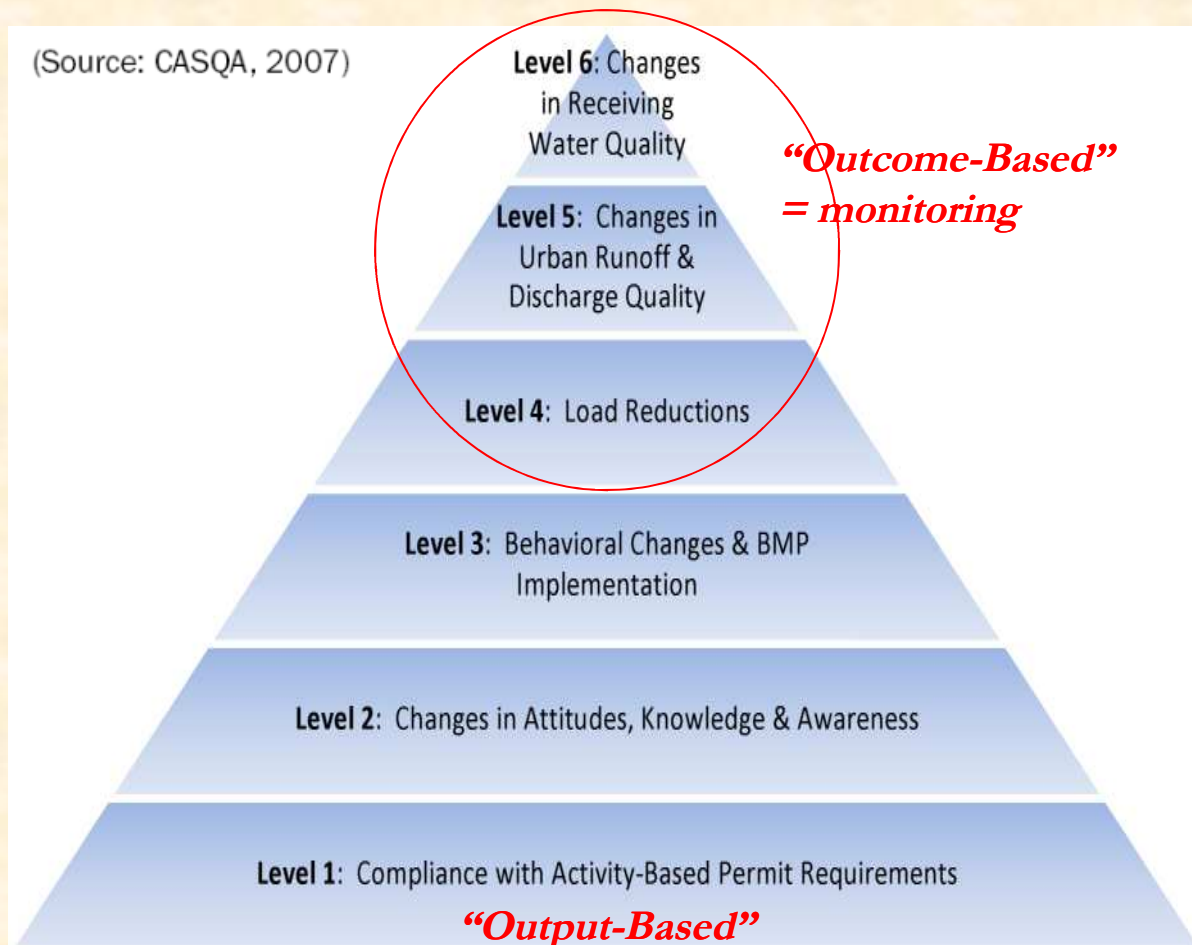 (Source: CASQA, 2007)
Level 6: Changes
in Receiving
Water Quality
“Outcome-Based”
= monitoring
Level 5: Changes in
Urban Runoff &
Discharge Quality
Level 4: Load Reductions
Level 3: Behavioral Changes & BMP
Implementation
Level 2: Changes in Attitudes, Knowledge & Awareness
Level 1: Compliance with Activity-Based Permit Requirements
“Output-Based”